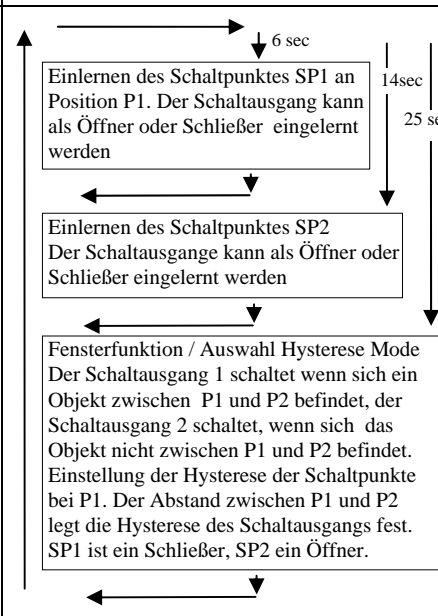 6 sec
Einlernen des Schaltpunktes SP1 an
Position P1. Der Schaltausgang kann
als Öffner oder Schließer eingelernt
werden
14sec
25 se
Einlernen des Schaltpunktes SP2
Der Schaltausgange kann als Öffner oder
Schließer eingelernt werden
Fensterfunktion / Auswahl Hysterese Mode
Der Schaltausgang 1 schaltet wenn sich ein
Objekt zwischen P1 und P2 befindet, der
Schaltausgang 2 schaltet, wenn sich das
Objekt nicht zwischen P1 und P2 befindet.
Einstellung der Hysterese der Schaltpunkte
bei P1. Der Abstand zwischen P1 und P2
legt die Hysterese des Schaltausgangs fest.
SP1 ist ein Schließer, SP2 ein Öffner.